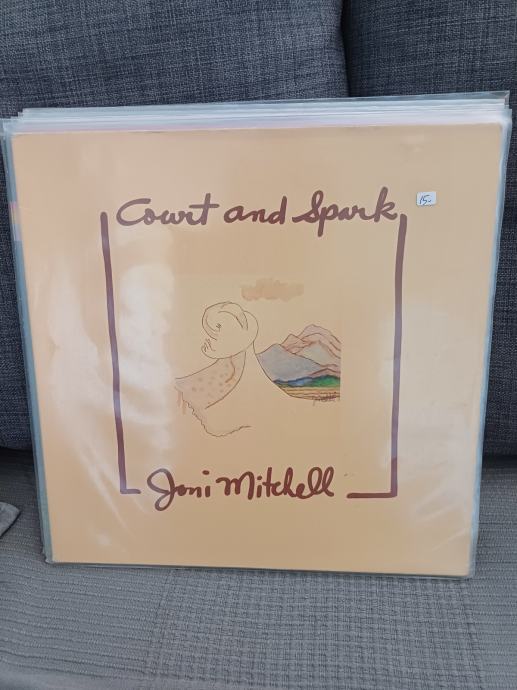 Court and Spark
15.-
Joni Mitchell